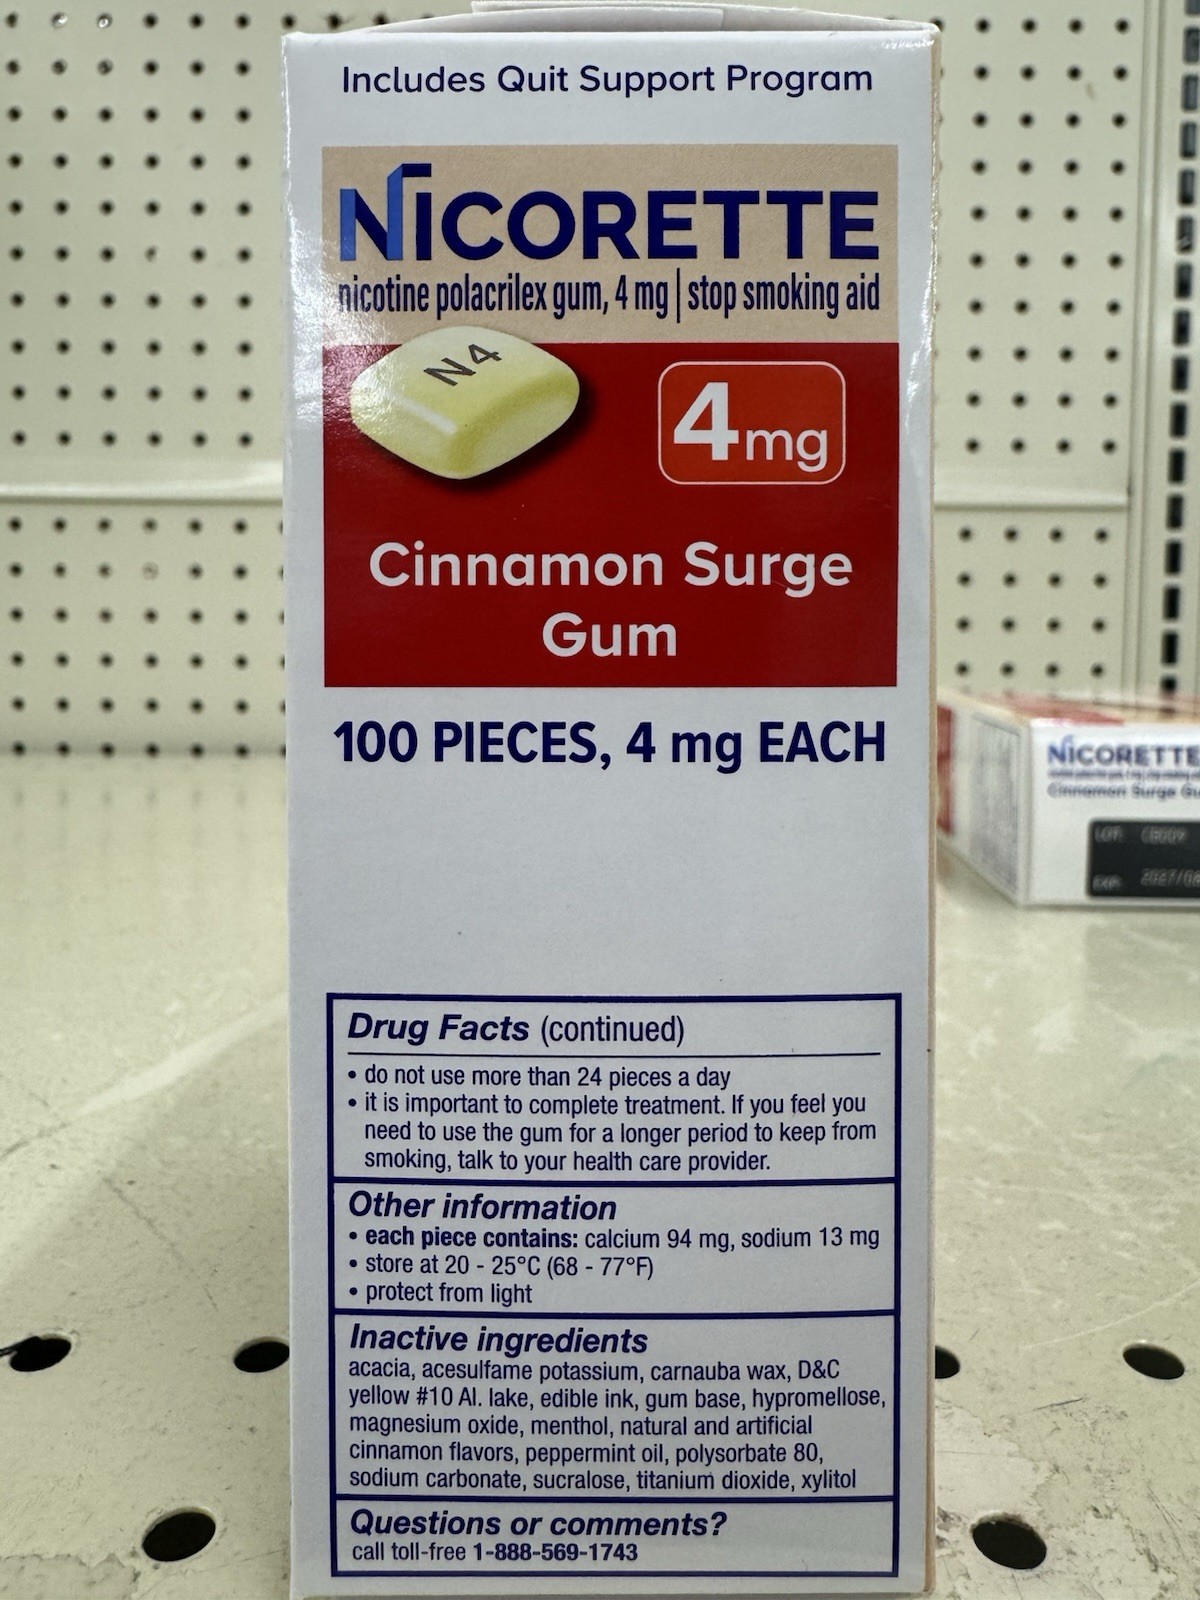 Includes Quit Support Program
NICORETTE
nicotine polacrilex gum, 4 mg | stop smoking aid
N4
4mg
Cinnamon Surge
Gum
100 PIECES, 4 mg EACH
Drug Facts (continued)
• do not use more than 24 pieces a day
• it is important to complete treatment. If you feel you
need to use the gum for a longer period to keep from
smoking, talk to your health care provider.
Other information
• each piece contains: calcium 94 mg, sodium 13 mg
• store at 20 - 25°C (68 - 77°F)
• protect from light
Inactive ingredients
acacia, acesulfame potassium, carnauba wax, D&C
yellow #10 Al. lake, edible ink, gum base, hypromellose,
magnesium oxide, menthol, natural and artificial
cinnamon flavors, peppermint oil, polysorbate 80,
sodium carbonate, sucralose, titanium dioxide, xylitol
Questions or comments?
call toll-free 1-888-569-1743
NICORETTE
Cinnamon Surge
LOT
EXP